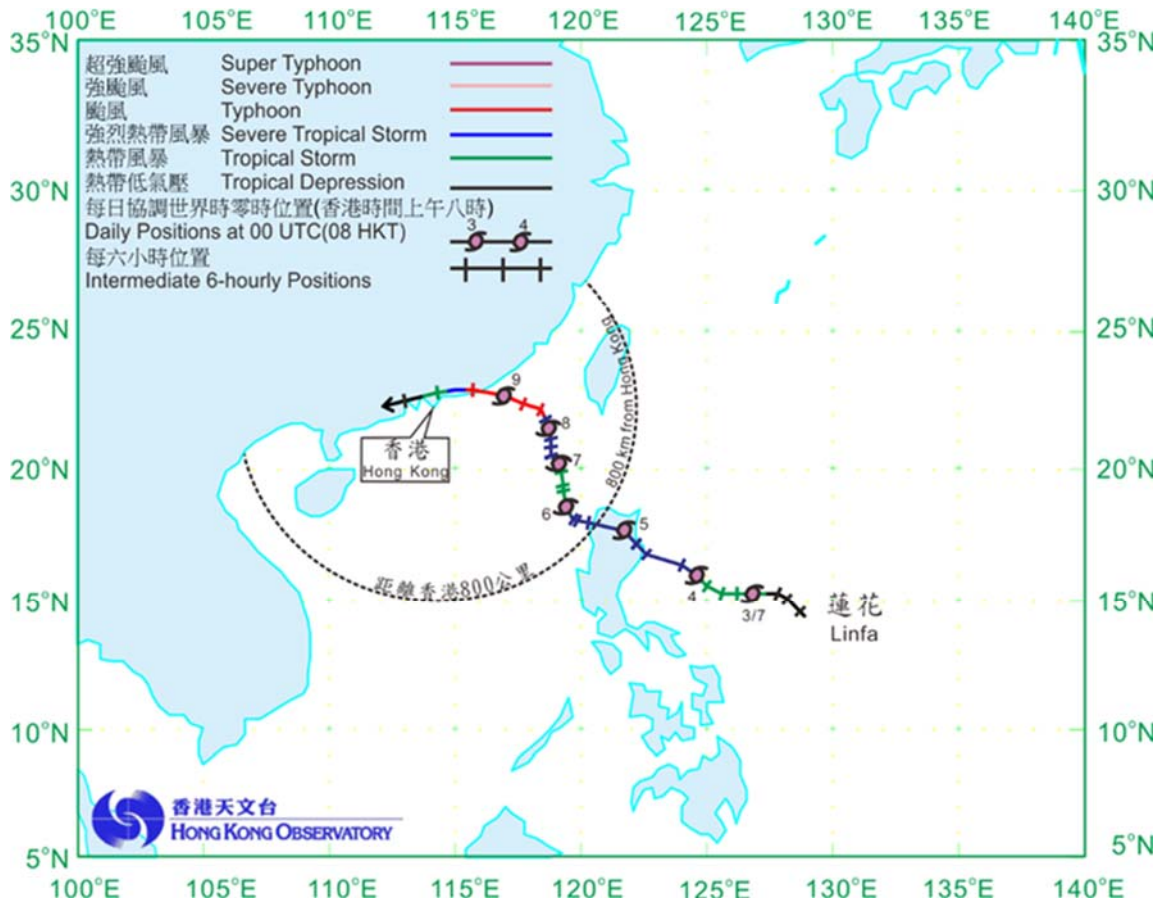 100°E 105°E 110°E 115°E 120°E 125°E 130°E 135°E 140°E
35°N 35°N
超強颱風 Super Typhoon
強颱風 Severe Typhoon
颱風 Typhoon
強烈熱帶風暴 Severe Tropical Storm
熱帶風暴 Tropical Storm
熱帶低氣壓 Tropical Depression
30°N 30°N
每日協調世界時零時位置(香港時間上午八時)
Daily Positions at 00 UTC(08 HKT) 3 4
每六小時位置
Intermediate 6-hourly Positions
25°N 25°N
800 km from Hong Kong
9
8
香港
Hong Kong
7
20°N 20°N
6
5
距離香港800公里
4
3/7
15°N 15°N
蓮花
Linfa
10°N 10°N
香港天文台
HONG KONG OBSERVATORY
5°N 5°N
100°E 105°E 110°E 115°E 120°E 125°E 130°E 135°E 140°E